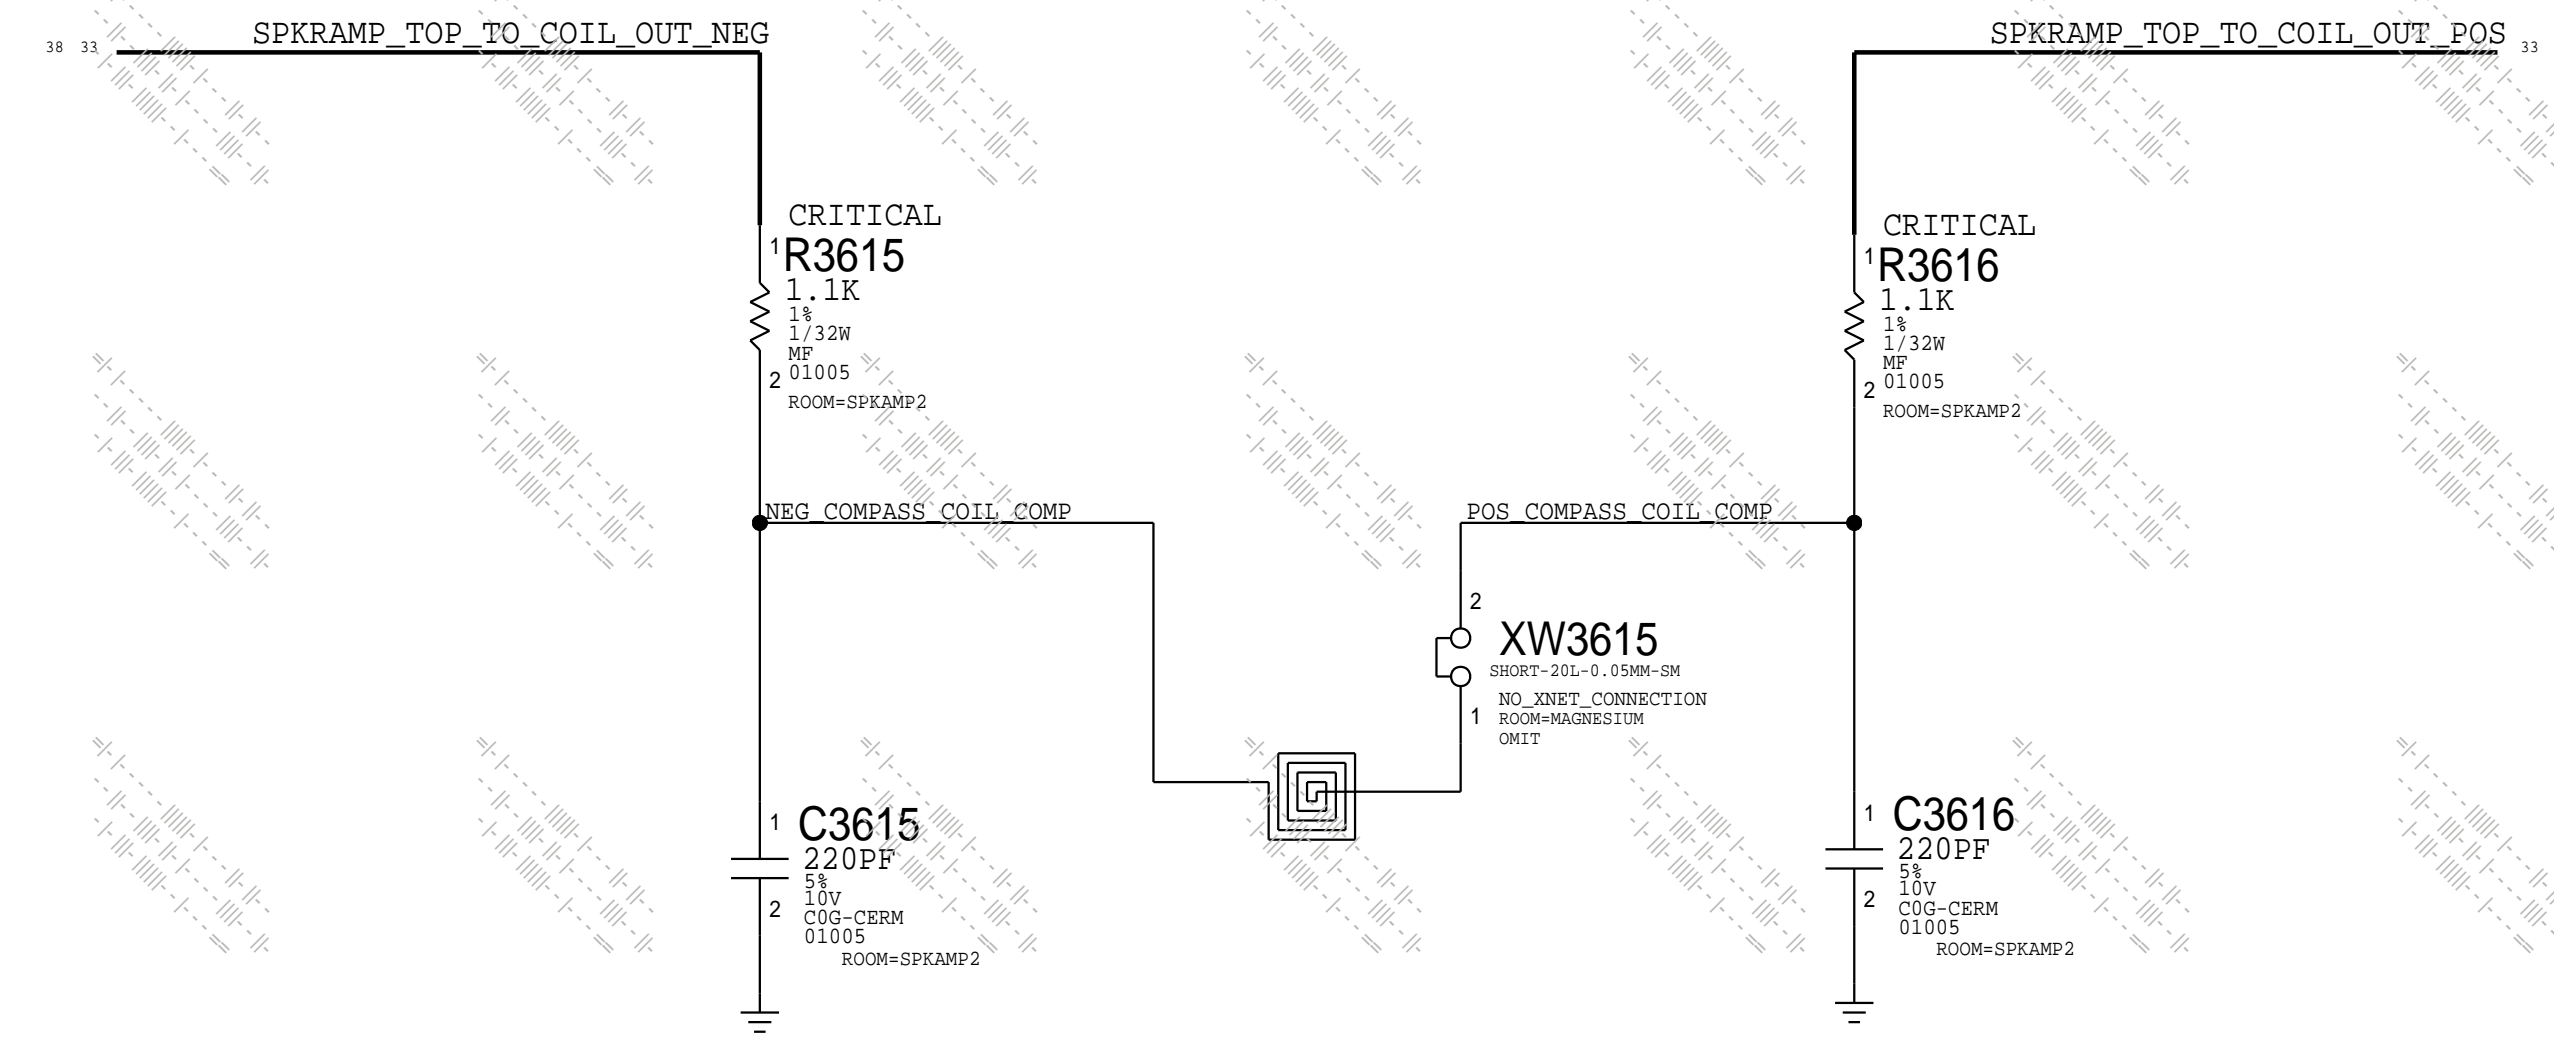 SPKRAMP_TOP_TO_COIL_OUT_NEG
38 33
SPKRAMP_TOP_TO_COIL_OUT_POS
33
CRITICAL
1
R3615
1.1K
1%
1/32W
MF
01005
2
ROOM=SPKAMP2
CRITICAL
1
R3616
1.1K
1%
1/32W
MF
01005
2
ROOM=SPKAMP2
NEG_COMPASS_COIL_COMP
POS_COMPASS_COIL_COMP
2
XW3615
SHORT-20L-0.05MM-SM
NO_XNET_CONNECTION
1
ROOM=MAGNESIUM
OMIT
1
C3615
220PF
5%
10V
2
C0G-CERM
01005
ROOM=SPKAMP2
1
C3616
220PF
5%
10V
2
C0G-CERM
01005
ROOM=SPKAMP2